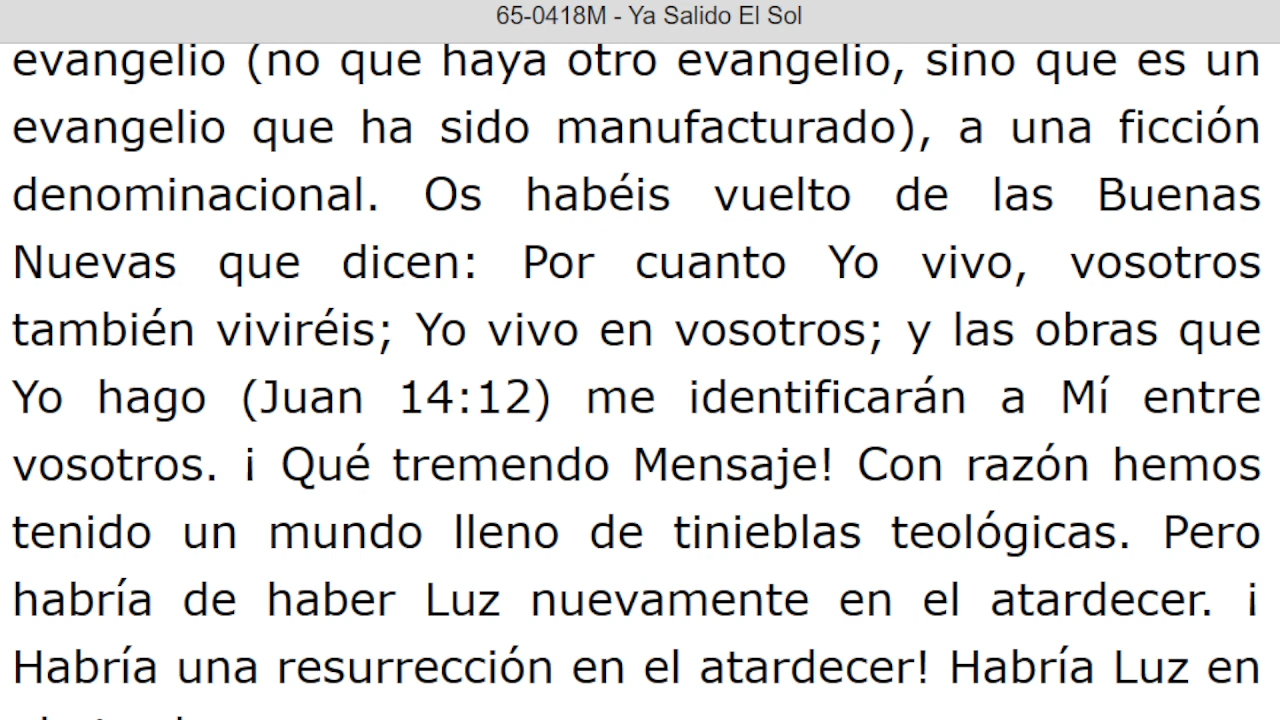 65-0418M - Ya Salido El Sol
evangelio (no que haya otro evangelio, sino que es un
evangelio que ha sido manufacturado), a una ficción
denominacional. Os habéis vuelto de las Buenas
Nuevas que dicen: Por cuanto Yo vivo, vosotros
también viviréis; Yo vivo en vosotros; y las obras que
Yo hago (Juan 14:12) me identificarán a Mí entre
vosotros. ¡ Qué tremendo Mensaje! Con razón hemos
tenido un mundo lleno de tinieblas teológicas. Pero
habría de haber Luz nuevamente en el atardecer. ¡
Habría una resurrección en el atardecer! Habría Luz en